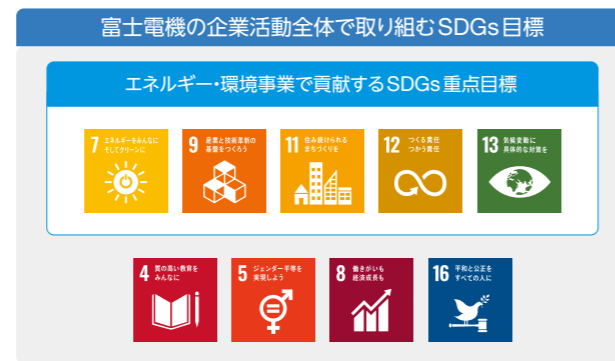 富士電機の企業活動全体で取り組むSDGs目標
エネルギー・環境事業で貢献するSDGs重点目標
7 エネルギーをみんなに
そしてクリーンに
9 産業と技術革新の
基盤をつくろう
11 住み続けられる
まちづくりを
12 つくる責任
つかう責任
13 気候変動に
具体的な対策を
4 質の高い教育を
みんなに
5 ジェンダー平等を
実現しよう
8 働きがいも
経済成長も
16 平和と公正を
すべての人に